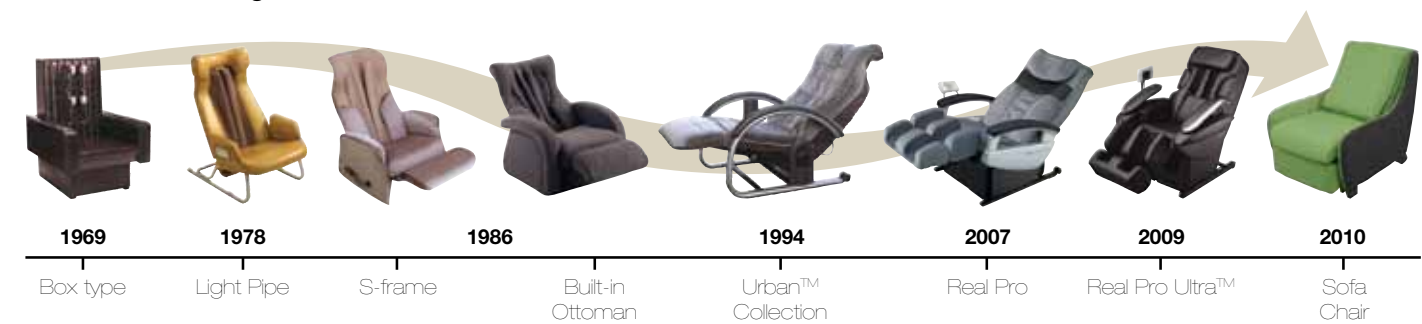 1969 1978 1986 1994 2007 2009 2010
Box type Light Pipe S-frame Built-in Urban™ Real Pro Real Pro Ultra™ Sofa
Ottoman Collection Chair